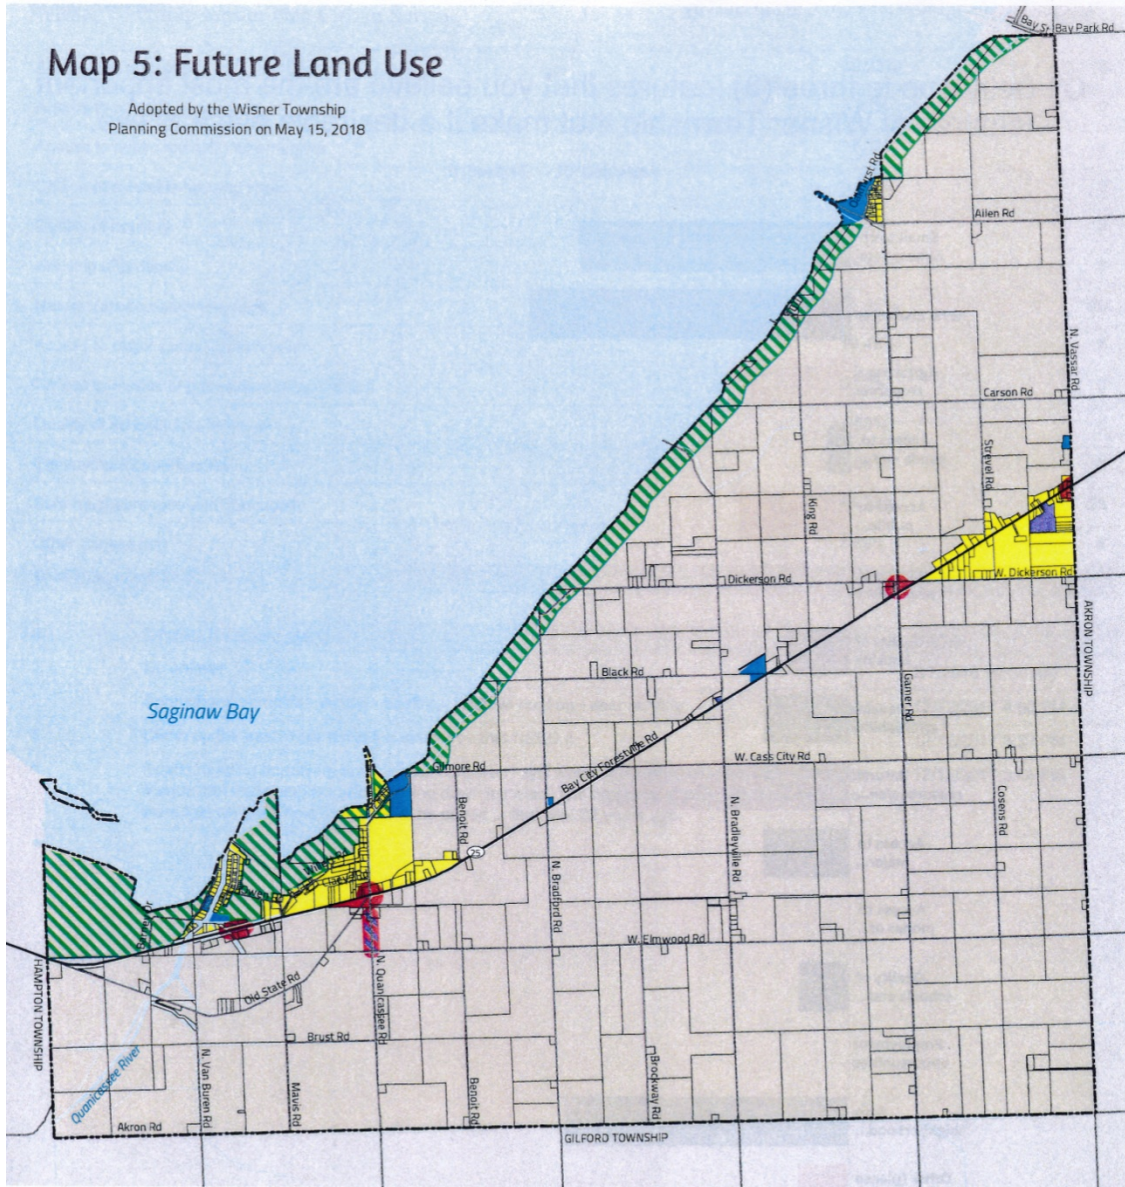 Map 5: Future Land Use
Adopted by the Wisner Township
Planning Commission on May 15, 2018
Bay St
Bay Park Rd
Allen Rd
N. Vassar Rd
Carson Rd
Strevel Rd
King Rd
Dickerson Rd
W. Dickerson Rd
AKRON TOWNSHIP
Black Rd
Garner Rd
Saginaw Bay
Bay City Forestville Rd
W. Cass City Rd
Gilmore Rd
Cosens Rd
Benoit Rd
N. Bradleyville Rd
25
N. Bradford Rd
W. Elmwood Rd
HAMPTON TOWNSHIP
Old State Rd
N. Quanicassee Rd
Brust Rd
Quanicassee River
N. Van Buren Rd
Mavis Rd
Benoit Rd
Brockway Rd
Akron Rd
GILFORD TOWNSHIP